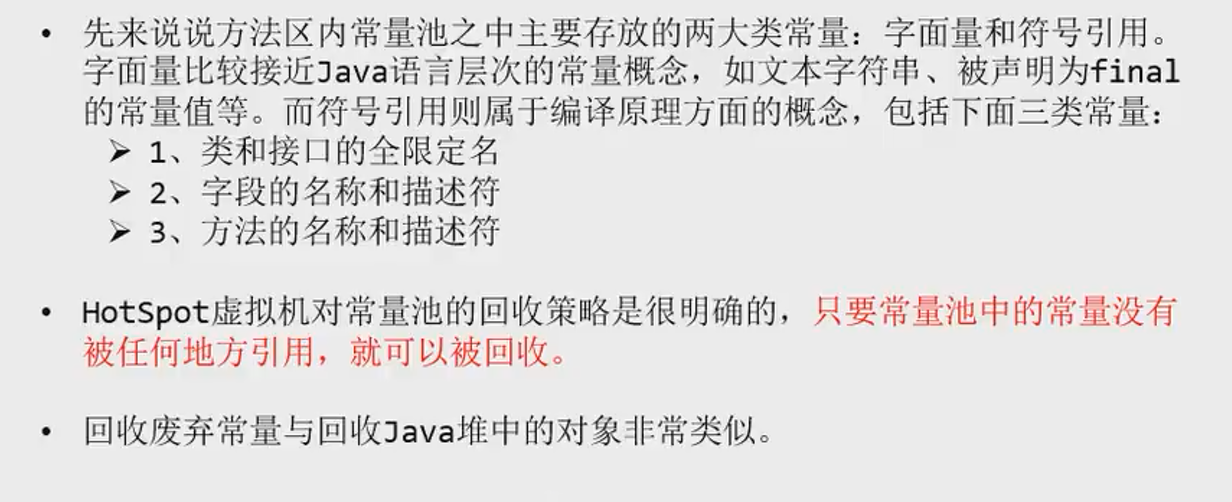 • 先来说说方法区内常量池之中主要存放的两大类常量：字面量和符号引用。
字面量比较接近Java语言层次的常量概念，如文本字符串、被声明为final
的常量值等。而符号引用则属于编译原理方面的概念，包括下面三类常量：
➢ 1、类和接口的全限定名
➢ 2、字段的名称和描述符
➢ 3、方法的名称和描述符
• HotSpot虚拟机对常量池的回收策略是很明确的，只要常量池中的常量没有
被任何地方引用，就可以被回收。
• 回收废弃常量与回收Java堆中的对象非常类似。